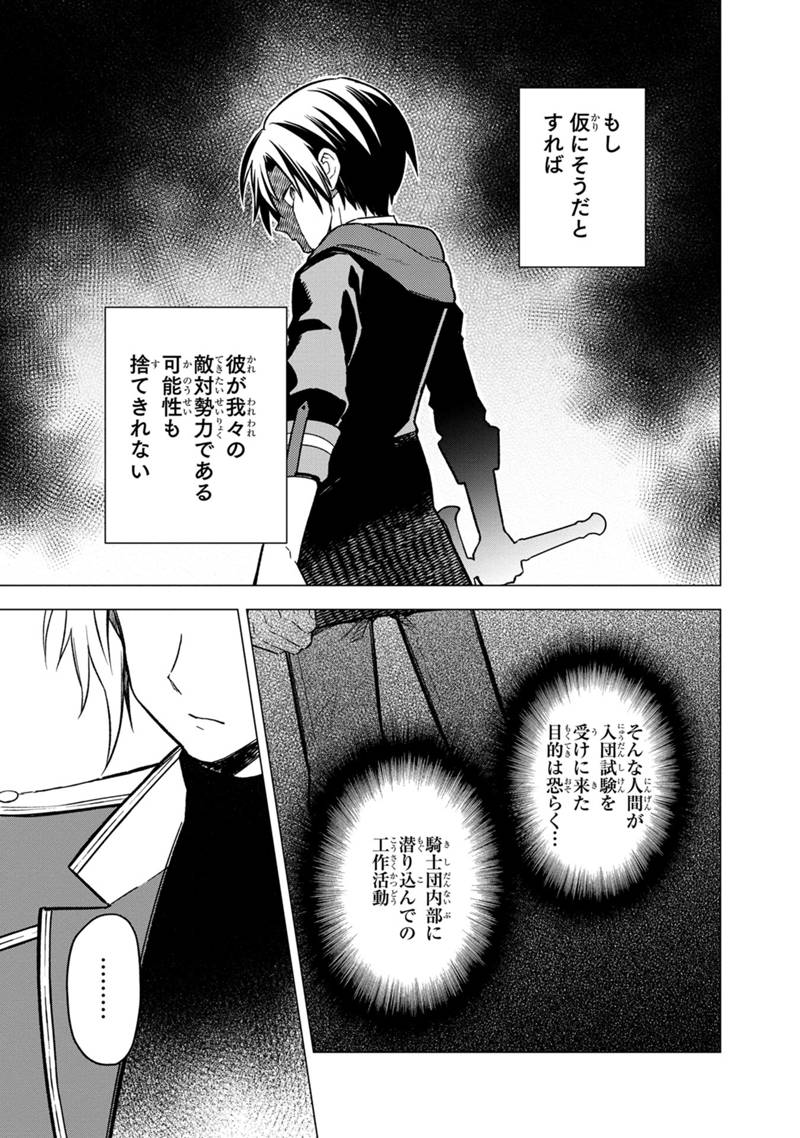 もし
仮にそうだと
すれば
彼が我々の
敵対勢力である
可能性も
捨てきれない
そんな人間が
入団試験を
受けに来た
目的は恐らく…
騎士団内部に
潜り込んでの
工作活動
………